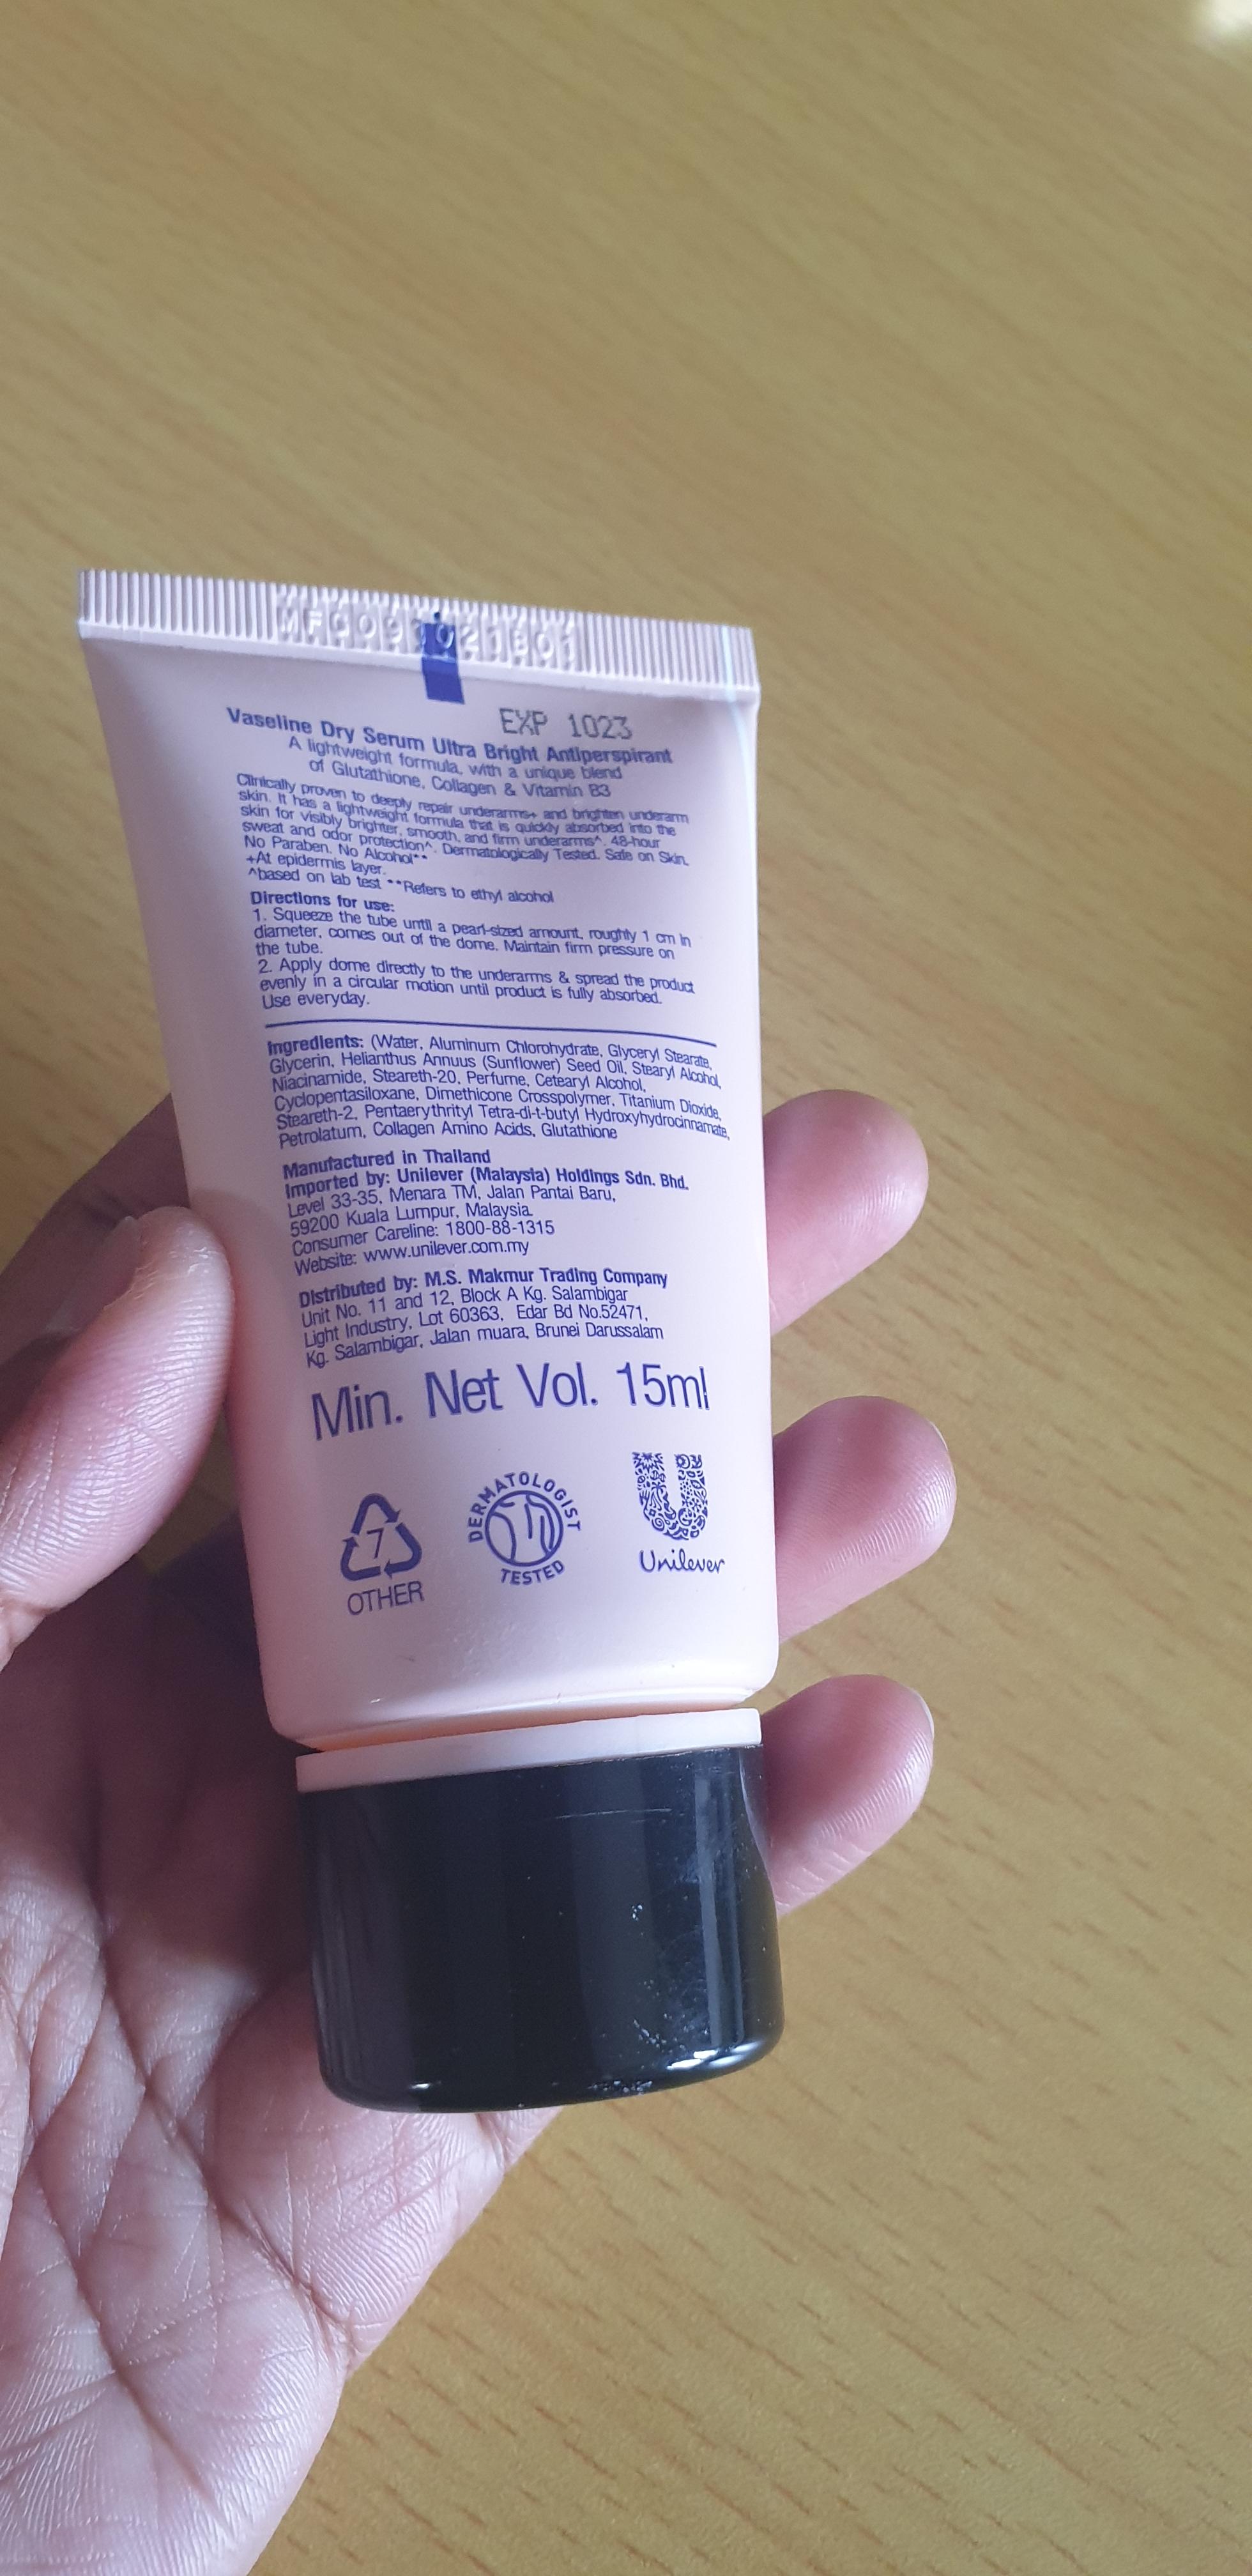 EXP 1023
Vaseline Dry Serum Ultra Bright Antiperspirant
A lightweight formula, with a unique blend
of Glutathione, Collagen & Vitamin B3
Clinically proven to deeply repair underarms+ and brighten underarm
skin. It has a lightweight formula that is quickly absorbed into the
skin for visibly brighter, smooth, and firm underarms^. 48-hour
sweat and odor protection^. Dermatologically Tested. Safe on Skin.
No Paraben. No Alcohol**
+At epidermis layer.
^based on lab test **Refers to ethyl alcohol
Directions for use:
1. Squeeze the tube until a pearl-sized amount, roughly 1 cm in
diameter, comes out of the dome. Maintain firm pressure on
the tube.
2. Apply dome directly to the underarms & spread the product
evenly in a circular motion until product is fully absorbed.
Use everyday.
Ingredients: (Water, Aluminum Chlorohydrate, Glyceryl Stearate,
Glycerin, Helianthus Annuus (Sunflower) Seed Oil, Stearyl Alcohol,
Niacinamide, Steareth-20, Perfume, Cetearyl Alcohol,
Cyclopentasiloxane, Dimethicone Crosspolymer, Titanium Dioxide,
Steareth-2, Pentaerythrityl Tetra-di-t-butyl Hydroxyhydrocinnamate,
Petrolatum, Collagen Amino Acids, Glutathione
Manufactured in Thailand
Imported by: Unilever (Malaysia) Holdings Sdn. Bhd.
Level 33-35, Menara TM, Jalan Pantai Baru,
59200 Kuala Lumpur, Malaysia.
Consumer Careline: 1800-88-1315
Website: www.unilever.com.my
Distributed by: M.S. Makmur Trading Company
Unit No. 11 and 12, Block A Kg. Salambigar
Light Industry, Lot 60363, Edar Bd No.52471,
Kg. Salambigar, Jalan muara, Brunei Darussalam
Min. Net Vol. 15ml
7
OTHER
DERMATOLOGIST
TESTED
Unilever